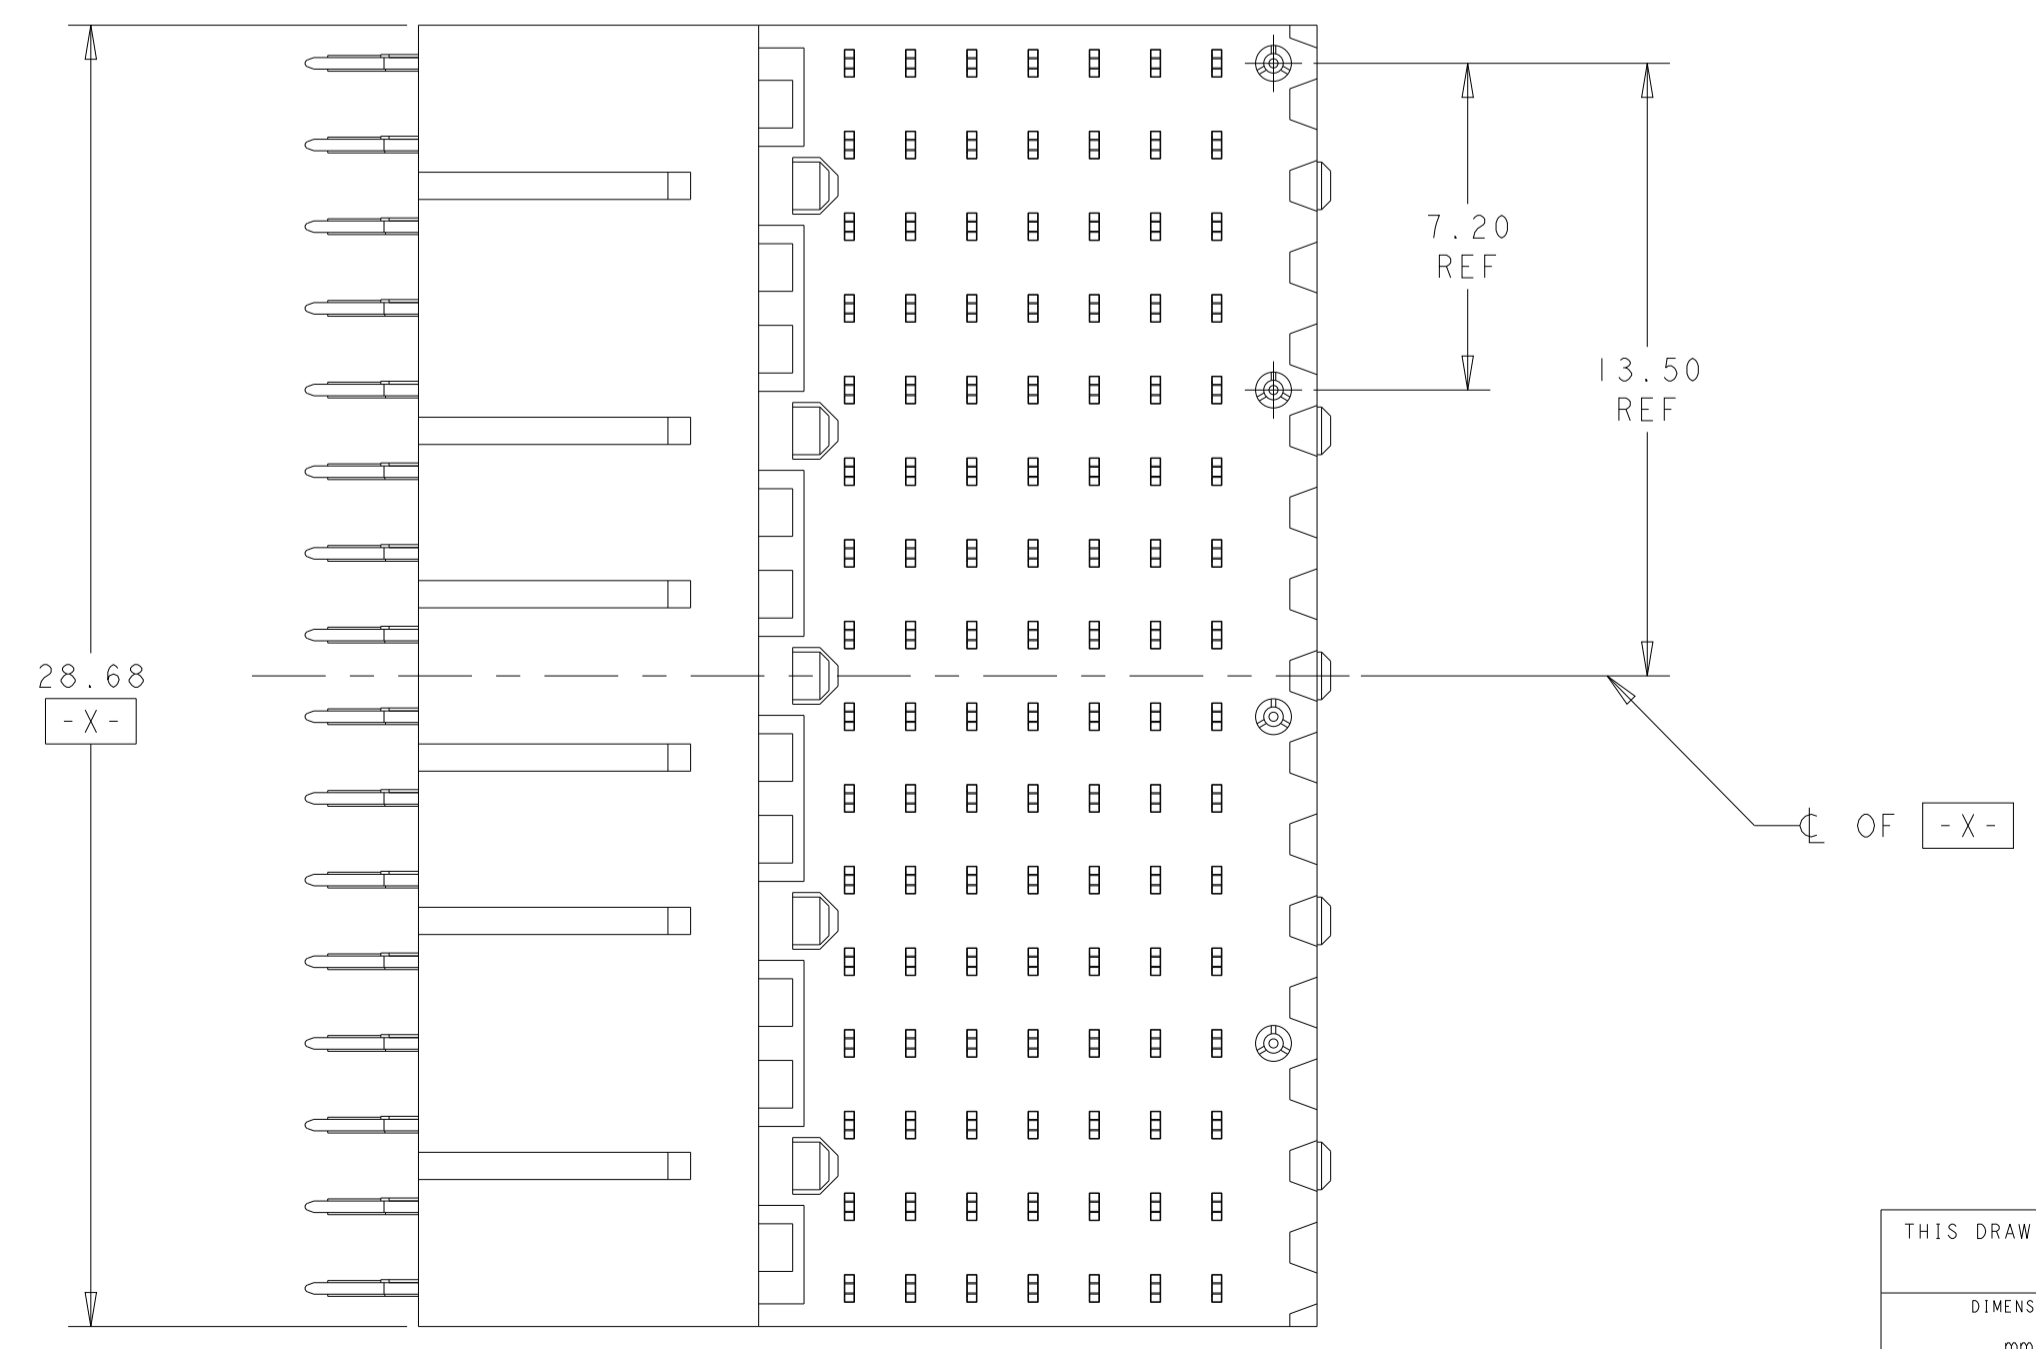 7.20
REF
13.50
REF
28.68
-X-
℄ OF -X-
THIS DRAW
DIMENS
mm